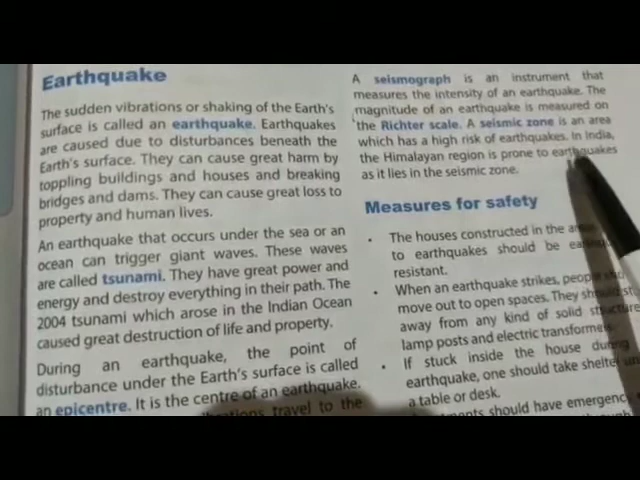 Earthquake
The sudden vibrations or shaking of the Earth's
surface is called an earthquake. Earthquakes
are caused due to disturbances beneath the
Earth's surface. They can cause great harm by
toppling buildings and houses and breaking
bridges and dams. They can cause great loss to
property and human lives.
An earthquake that occurs under the sea or an
ocean can trigger giant waves. These waves
are called tsunami. They have great power and
energy and destroy everything in their path. The
2004 tsunami which arose in the Indian Ocean
caused great destruction of life and property.
During an earthquake, the point of
disturbance under the Earth's surface is called
an epicentre. It is the centre of an earthquake.
travel to the
A seismograph is an instrument that
measures the intensity of an earthquake. The
magnitude of an earthquake is measured on
the Richter scale. A seismic zone is an area
which has a high risk of earthquakes. In India,
the Himalayan region is prone to earthquakes
as it lies in the seismic zone.
Measures for safety
• The houses constructed in the
to earthquakes should be
resistant.
• When an earthquake strikes,
move out to open spaces. They
away from any kind of solid structure
lamp posts and electric transformers
• If stuck inside the house during
earthquake, one should take shelter
a table or desk.
should have